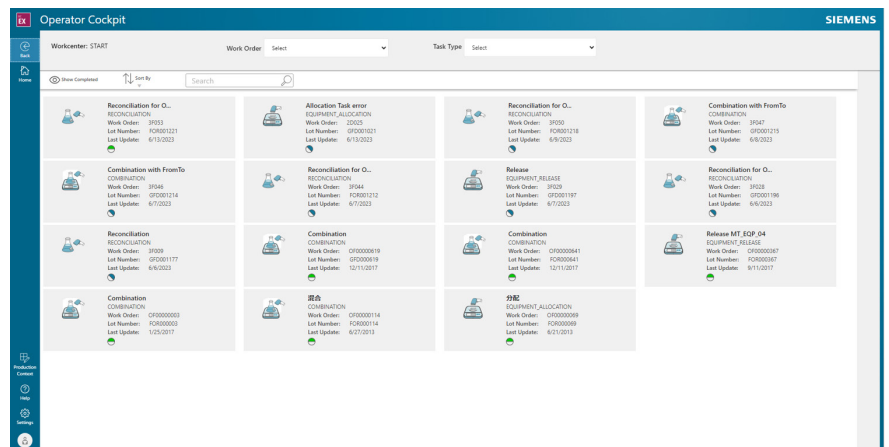 EX Operator Cockpit SIEMENS
Back
Home
Workcenter: START Work Order Select Task Type Select
Show Completed Sort By Search
Reconciliation for O...
RECONCILIATION
Work Order: 3F053
Lot Number: FOR001221
Last Update: 6/13/2023
Allocation Task error
EQUIPMENT_ALLOCATION
Work Order: 2D025
Lot Number: GFD001021
Last Update: 6/13/2023
Reconciliation for O...
RECONCILIATION
Work Order: 3F050
Lot Number: FOR001218
Last Update: 6/9/2023
Combination with FromTo
COMBINATION
Work Order: 3F047
Lot Number: GFD001215
Last Update: 6/8/2023
Combination with FromTo
COMBINATION
Work Order: 3F046
Lot Number: GFD001214
Last Update: 6/7/2023
Reconciliation for O...
RECONCILIATION
Work Order: 3F044
Lot Number: FOR001212
Last Update: 6/7/2023
Release
EQUIPMENT_RELEASE
Work Order: 3F029
Lot Number: GFD001197
Last Update: 6/7/2023
Reconciliation for O...
RECONCILIATION
Work Order: 3F028
Lot Number: GFD001196
Last Update: 6/6/2023
Reconciliation
RECONCILIATION
Work Order: 3F009
Lot Number: GFD001177
Last Update: 6/6/2023
Combination
COMBINATION
Work Order: OF00000619
Lot Number: GFD000619
Last Update: 12/11/2017
Combination
COMBINATION
Work Order: OF00000641
Lot Number: FOR000641
Last Update: 12/11/2017
Release MT_EQP_04
EQUIPMENT_RELEASE
Work Order: OF00000367
Lot Number: FOR000367
Last Update: 9/11/2017
Combination
COMBINATION
Work Order: OF00000003
Lot Number: FOR000003
Last Update: 1/25/2017
混合
COMBINATION
Work Order: OF00000114
Lot Number: FOR000114
Last Update: 6/27/2013
分配
EQUIPMENT_ALLOCATION
Work Order: OF00000069
Lot Number: FOR000069
Last Update: 6/21/2013
Production
Context
Help
Settings